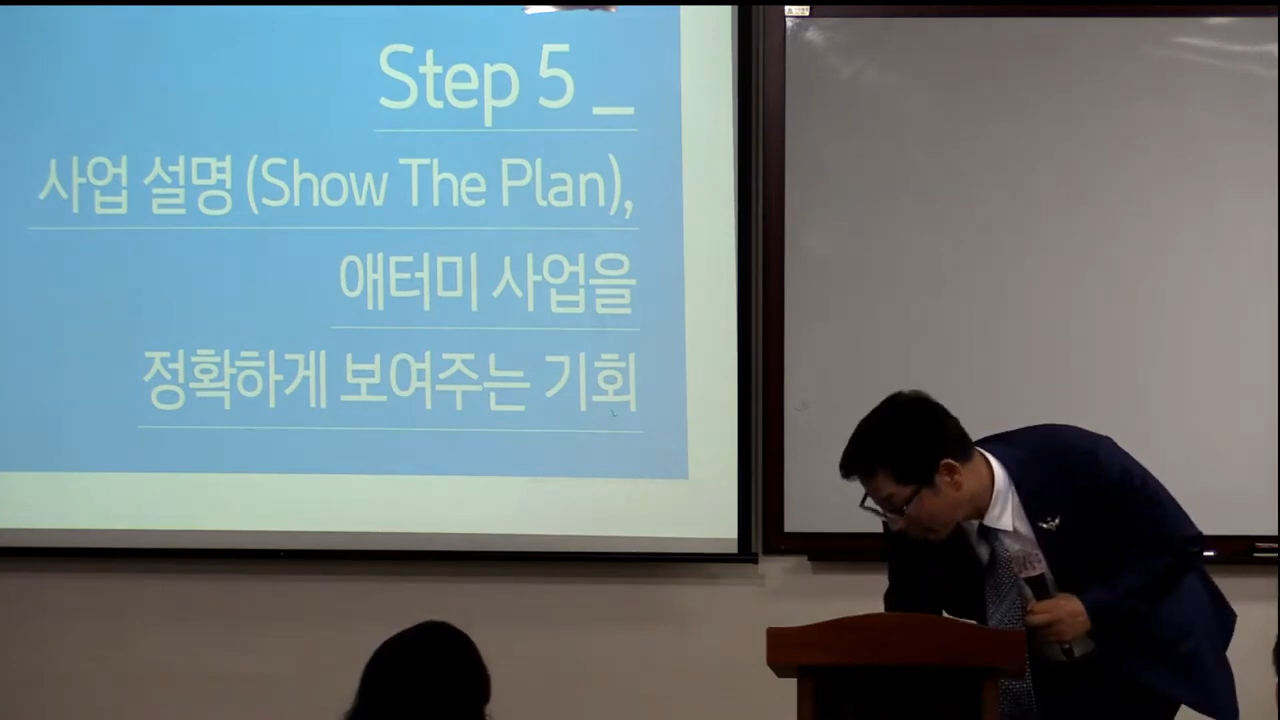 Step 5 _
사업 설명 (Show The Plan),
애터미 사업을
정확하게 보여주는 기회